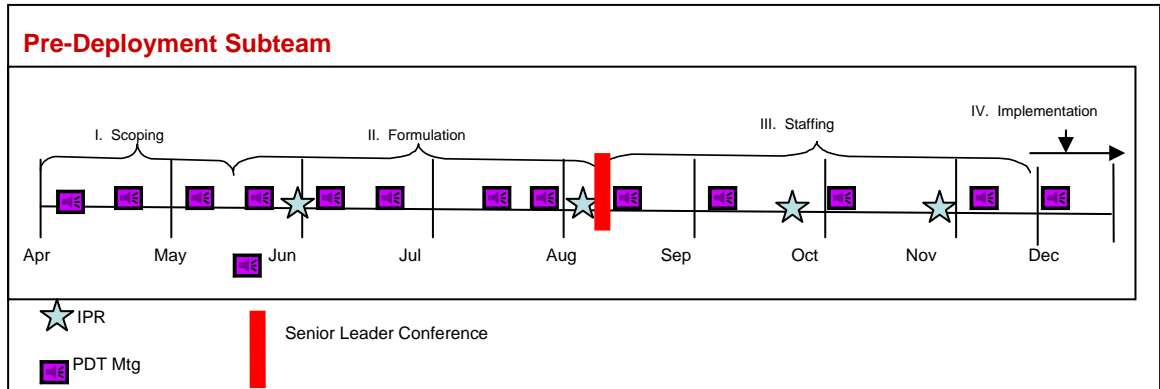 Pre-Deployment Subteam
I. Scoping
II. Formulation
III. Staffing
IV. Implementation
Apr
May
Jun
Jul
Aug
Sep
Oct
Nov
Dec
IPR
Senior Leader Conference
PDT Mtg